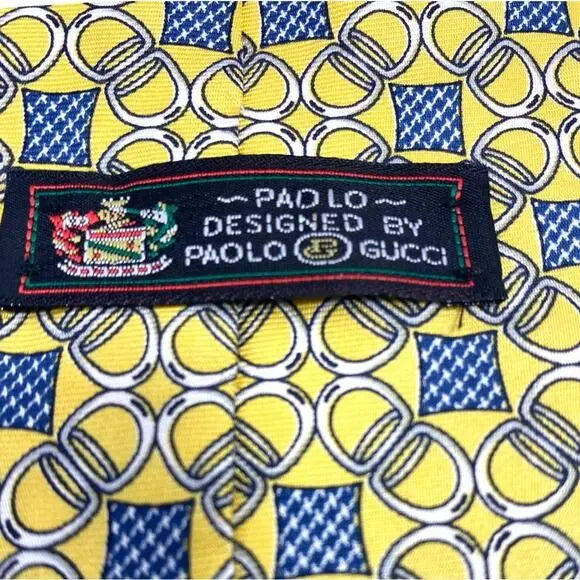 ~ PAOLO ~
DESIGNED BY
PAOLO GUCCI